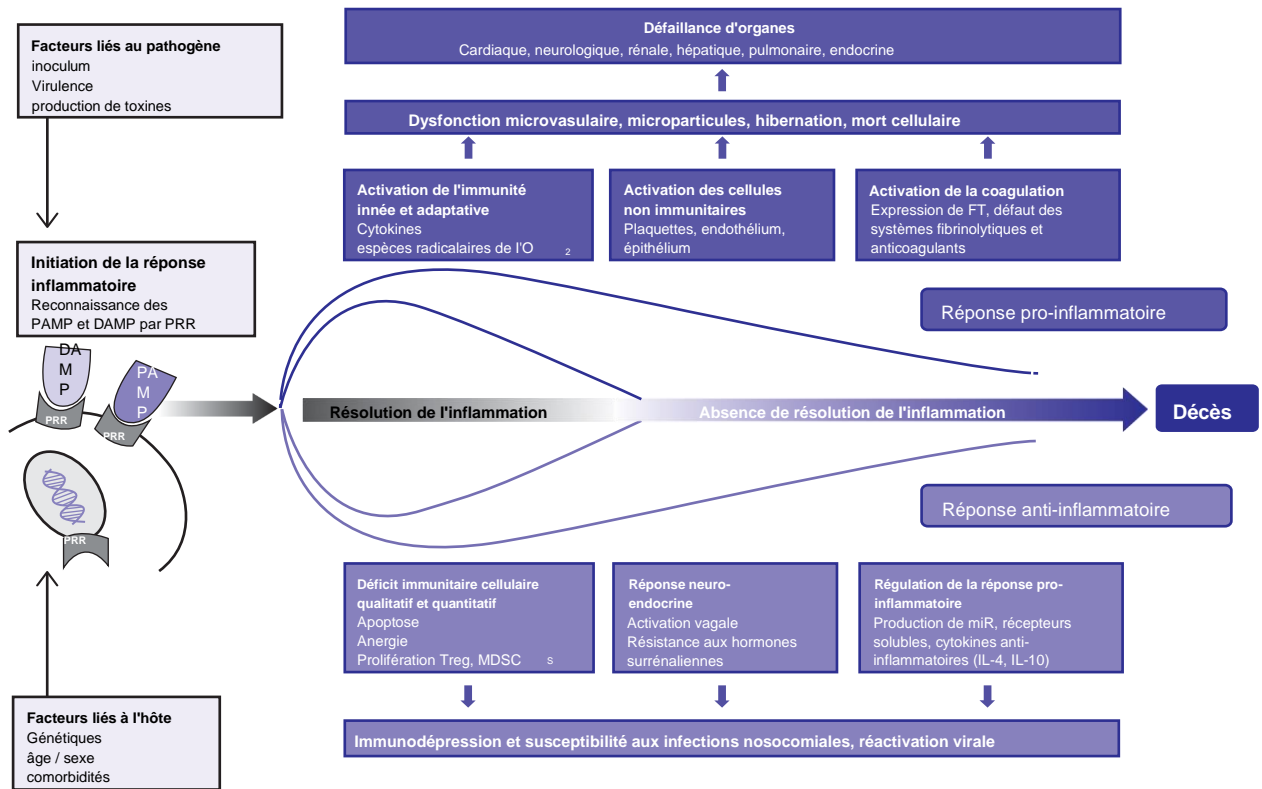 Facteurs liés au pathogène
inoculum
Virulence
production de toxines
Défaillance d'organes
Cardiaque, neurologique, rénale, hépatique, pulmonaire, endocrine
Dysfonction microvasulaire, microparticules, hibernation, mort cellulaire
Activation de l'immunité
innée et adaptative
Cytokines
espèces radicalaires de l'O 2
Activation des cellules
non immunitaires
Plaquettes, endothélium,
épithélium
Activation de la coagulation
Expression de FT, défaut des
systèmes fibrinolytiques et
anticoagulants
Initiation de la réponse
inflammatoire
Reconnaissance des
PAMP et DAMP par PRR
Réponse pro-inflammatoire
DA
M
P
PA
M
P
PRR
PRR
PRR
Résolution de l'inflammation
Absence de résolution de l'inflammation
Décès
Réponse anti-inflammatoire
Déficit immunitaire cellulaire
qualitatif et quantitatif
Apoptose
Anergie
Prolifération Treg, MDSC s
Réponse neuro-
endocrine
Activation vagale
Résistance aux hormones
surrénaliennes
Régulation de la réponse pro-
inflammatoire
Production de miR, récepteurs
solubles, cytokines anti-
inflammatoires (IL-4, IL-10)
Immunodépression et susceptibilité aux infections nosocomiales, réactivation virale
Facteurs liés à l'hôte
Génétiques
âge / sexe
comorbidités